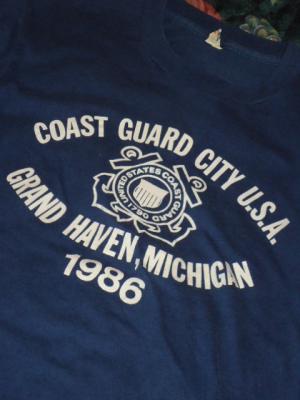 COAST GUARD CITY U.S.A.
UNITED STATES COAST GUARD 1790
GRAND HAVEN, MICHIGAN
1986